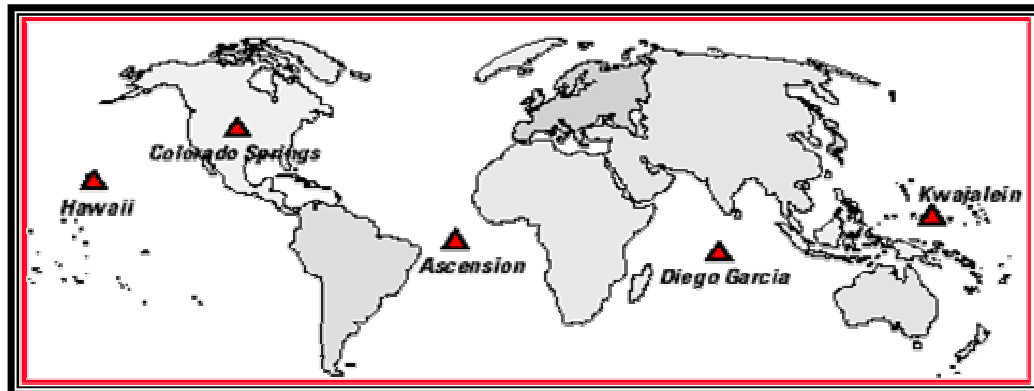 Colorado Springs
Hawaii
Kwajalein
Ascension
Diego Garcia